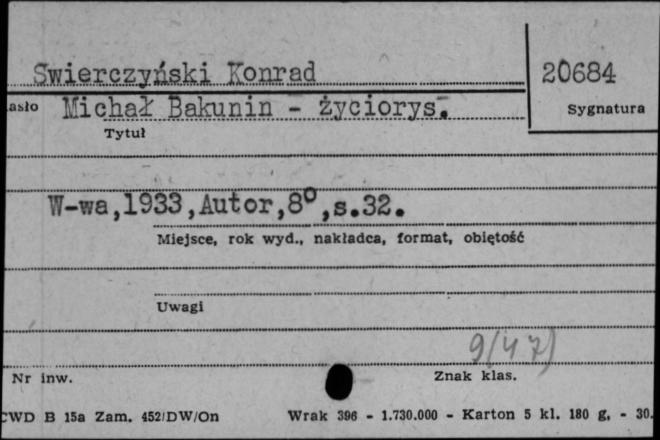 Swierczyński Konrad 20684
asło Michał Bakunin - życiorys. Sygnatura
Tytuł
W-wa,1933,Autor,8°,s.32.
Miejsce, rok wyd., nakładca, format, objętość
Uwagi
9(47)
Nr inw. Znak klas.
CWD B 15a Zam. 452/DW/On Wrak 396 - 1.730.000 - Karton 5 kl. 180 g. - 30.